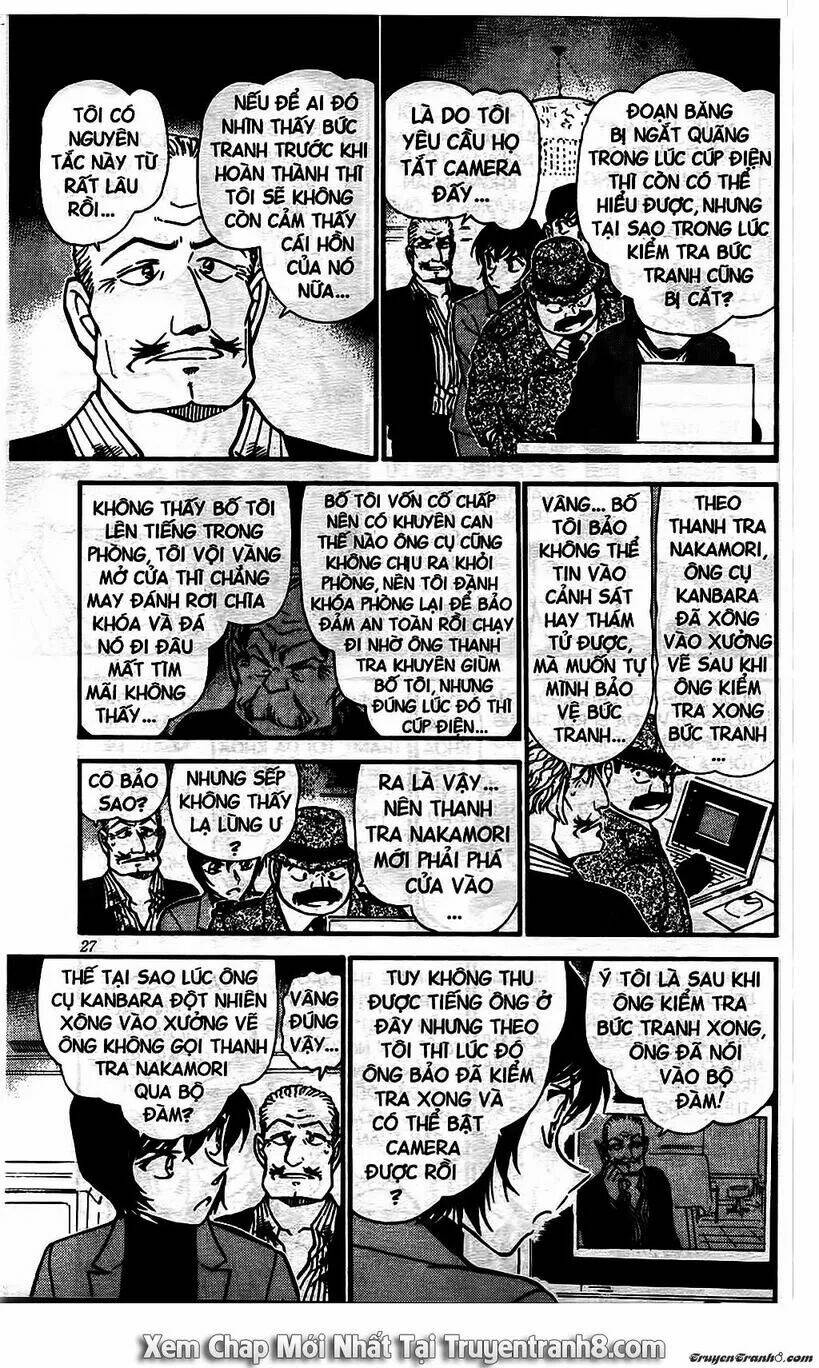 ĐOẠN BĂNG
BỊ NGẮT QUÃNG
TRONG LÚC CÚP ĐIỆN
THÌ CÒN CÓ THỂ
HIỂU ĐƯỢC, NHƯNG
TẠI SAO TRONG LÚC
KIỂM TRA BỨC
TRANH CŨNG
BỊ CẮT?
LÀ DO TÔI
YÊU CẦU HỌ
TẮT CAMERA
ĐẤY...
NẾU ĐỂ AI ĐÓ
NHÌN THẤY BỨC
TRANH TRƯỚC KHI
HOÀN THÀNH THÌ
TÔI SẼ KHÔNG
CÒN CẢM THẤY
CÁI HỒN
CỦA NÓ
NỮA...
TÔI CÓ
NGUYÊN
TẮC NÀY TỪ
RẤT LÂU
RỒI...
THEO
THANH TRA
NAKAMORI,
ÔNG CỤ
KANBARA
ĐÃ XÔNG
VÀO XƯỞNG
VẼ SAU KHI
ÔNG KIỂM
TRA XONG
BỨC TRANH
...
VÂNG... BỐ
TÔI BẢO
KHÔNG THỂ
TIN VÀO
CẢNH SÁT
HAY THÁM
TỬ ĐƯỢC,
MÀ MUỐN TỰ
MÌNH BẢO
VỆ BỨC
TRANH...
BỐ TÔI VỐN CỐ CHẤP
NÊN CÓ KHUYÊN CAN
THẾ NÀO ÔNG CỤ CŨNG
KHÔNG CHỊU RA KHỎI
PHÒNG, NÊN TÔI ĐÀNH
KHÓA PHÒNG LẠI ĐỂ BẢO
ĐẢM AN TOÀN RỒI CHẠY
ĐI NHỜ ÔNG THANH
TRA KHUYÊN GIÙM
BỐ TÔI, NHƯNG
ĐÚNG LÚC ĐÓ THÌ
CÚP ĐIỆN...
KHÔNG THẤY BỐ TÔI
LÊN TIẾNG TRONG
PHÒNG, TÔI VỘI VÀNG
MỞ CỬA THÌ CHẲNG
MAY ĐÁNH RƠI CHÌA
KHÓA VÀ ĐÁ
NÓ ĐI ĐÂU
MẤT TÌM
MÃI KHÔNG
THẤY...
RA LÀ VẬY...
NÊN THANH
TRA NAKAMORI
MỚI PHẢI PHÁ
CỬA VÀO
...
NHƯNG SẾP
KHÔNG THẤY
LẠ LÙNG Ư
?
CÔ BẢO
SAO?
27
Ý TÔI LÀ SAU KHI
ÔNG KIỂM TRA
BỨC TRANH XONG,
ÔNG ĐÃ NÓI
VÀO BỘ
ĐÀM!
TUY KHÔNG THU
ĐƯỢC TIẾNG ÔNG Ở
ĐÂY NHƯNG THEO
TÔI THÌ LÚC ĐÓ
ÔNG BẢO ĐÃ KIỂM
TRA XONG VÀ
CÓ THỂ BẬT
CAMERA
ĐƯỢC RỒI
?
VÂNG
ĐÚNG
VẬY...
THẾ TẠI SAO LÚC ÔNG
CỤ KANBARA ĐỘT NHIÊN
XÔNG VÀO XƯỞNG VẼ
ÔNG KHÔNG GỌI THANH
TRA NAKAMORI
QUA BỘ
ĐÀM?
Xem Chap Mới Nhất Tại Truyentranh8.com
TruyenTranh8.com